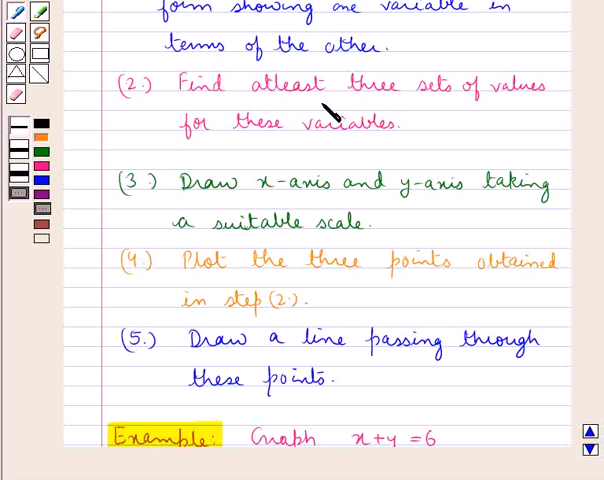 form showing one variable in
terms of the other.
(2.) Find atleast three sets of values
for these variables.
(3.) Draw x-axis and y-axis taking
a suitable scale.
(4.) Plot the three points obtained
in step (2.).
(5.) Draw a line passing through
these points.
Example: Graph x+y=6